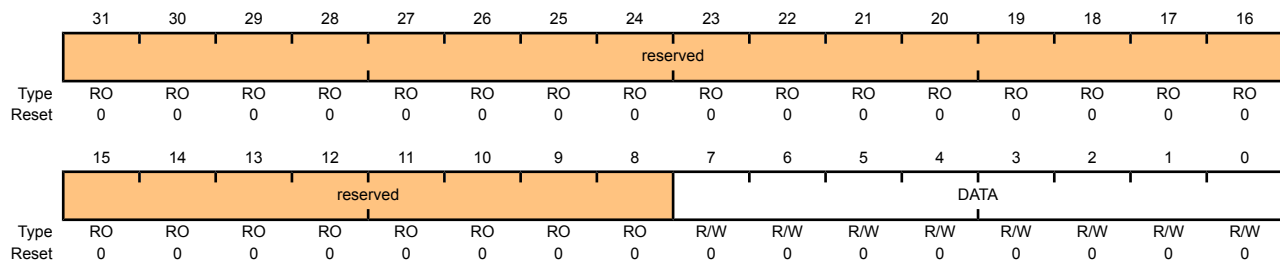 31 30 29 28 27 26 25 24 23 22 21 20 19 18 17 16
reserved
Type RO RO RO RO RO RO RO RO RO RO RO RO RO RO RO RO
Reset 0 0 0 0 0 0 0 0 0 0 0 0 0 0 0 0
15 14 13 12 11 10 9 8 7 6 5 4 3 2 1 0
reserved DATA
Type RO RO RO RO RO RO RO RO R/W R/W R/W R/W R/W R/W R/W R/W
Reset 0 0 0 0 0 0 0 0 0 0 0 0 0 0 0 0